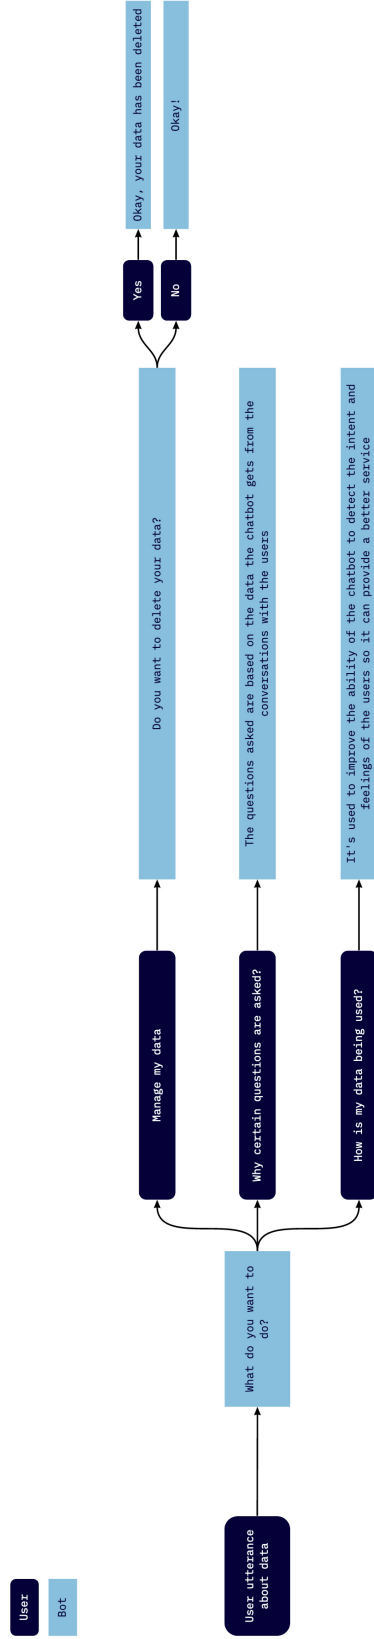 User
Bot
User utterance
about data
What do you want to
do?
Manage my data
Why certain questions are asked?
How is my data being used?
Do you want to delete your data?
The questions asked are based on the data the chatbot gets from the
conversations with the users
It's used to improve the ability of the chatbot to detect the intent and
feelings of the users so it can provide a better service
Yes
No
Okay, your data has been deleted
Okay!